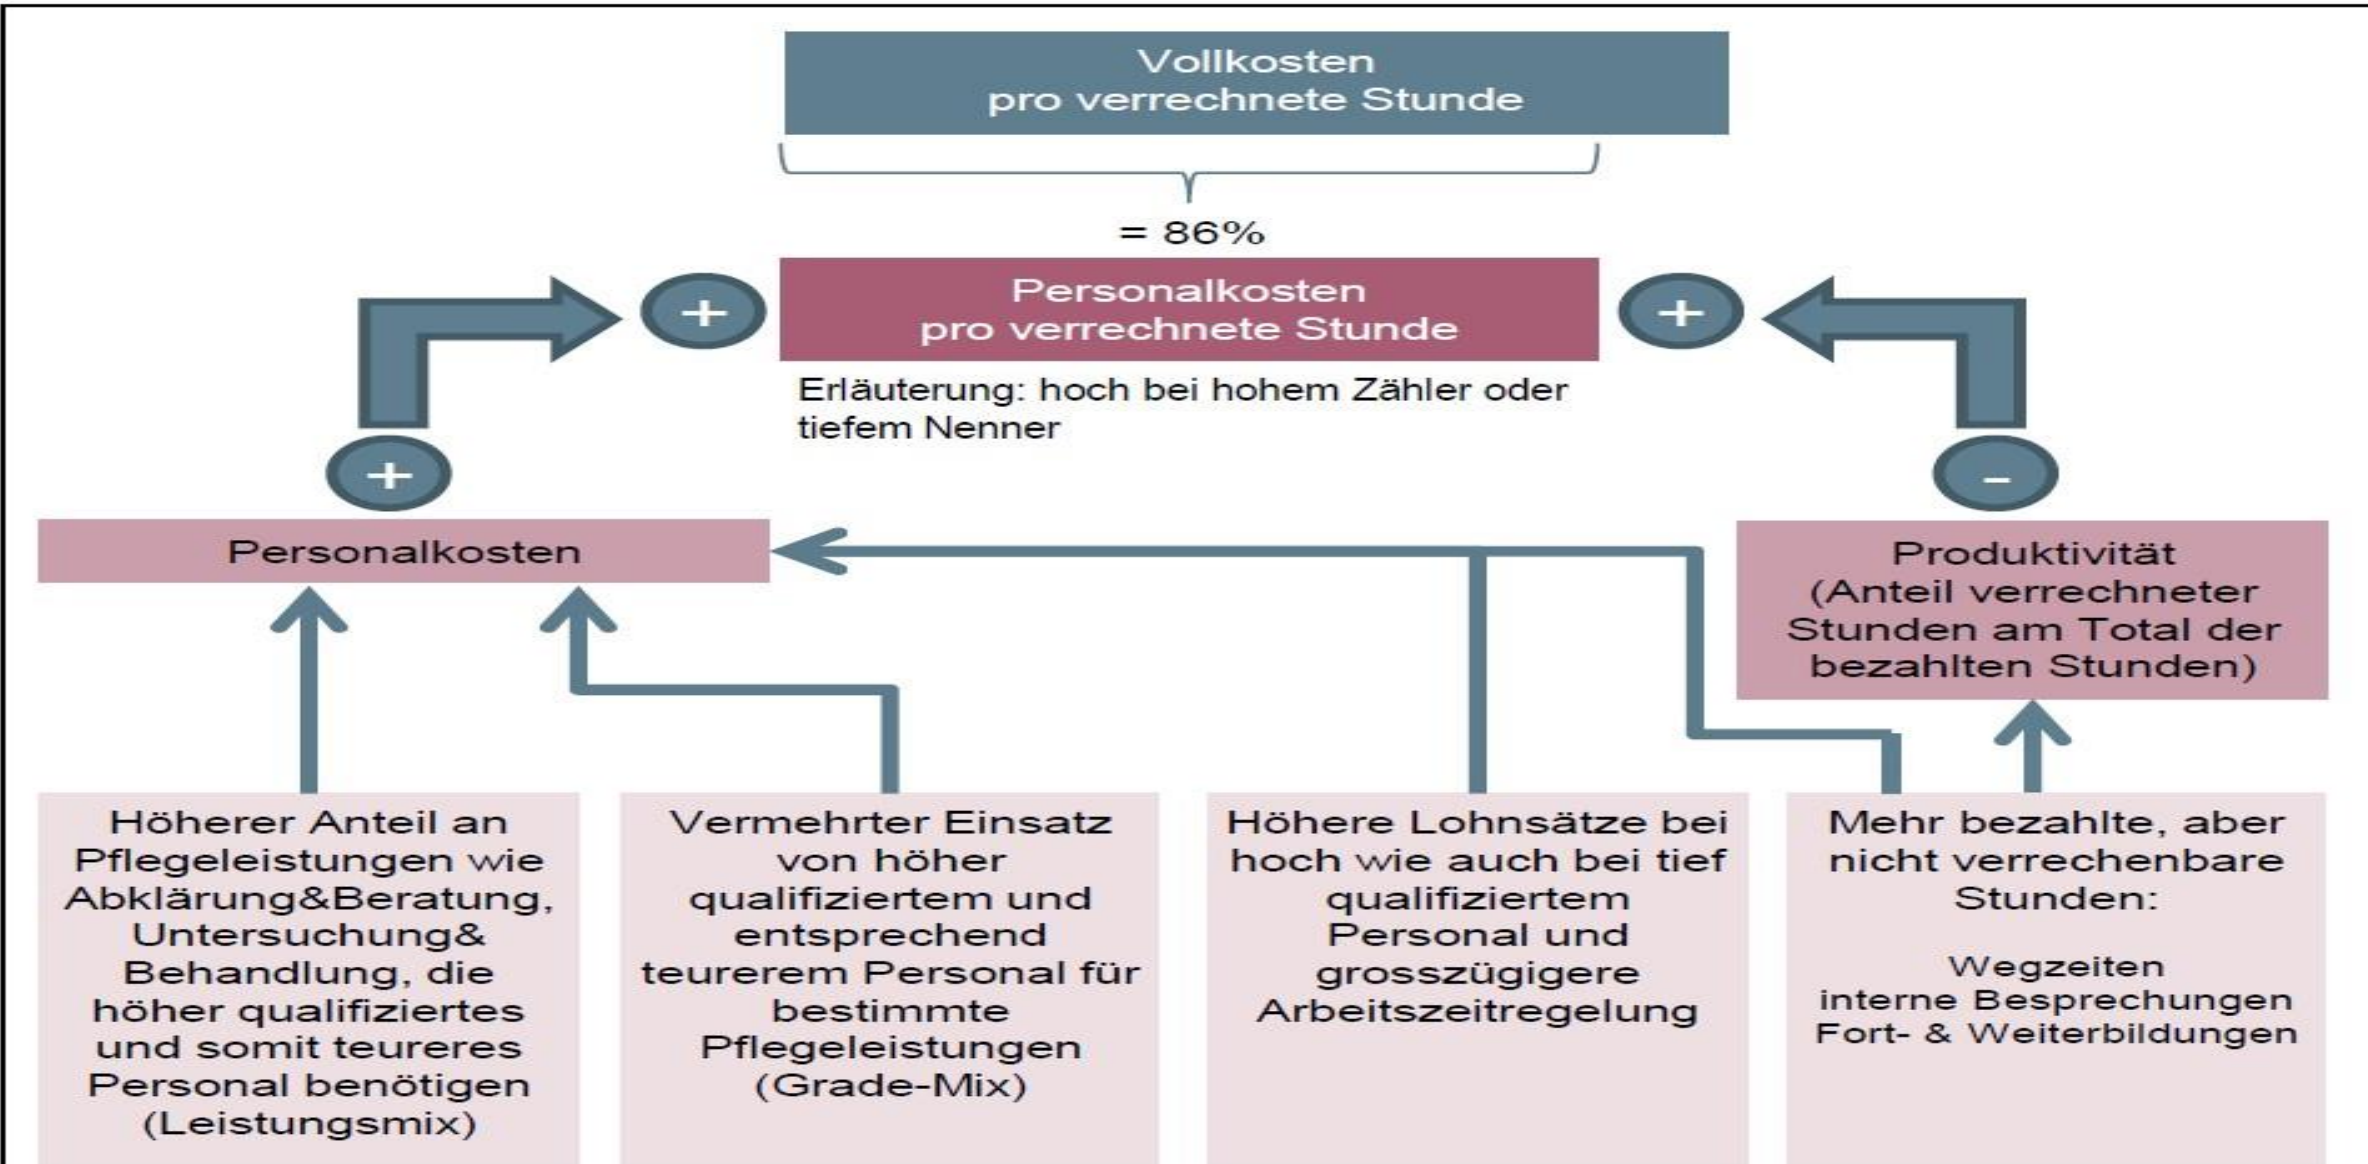 Vollkosten
pro verrechnete Stunde
= 86%
+
Personalkosten
pro verrechnete Stunde
+
Erläuterung: hoch bei hohem Zähler oder
tiefem Nenner
+
-
Personalkosten
Produktivität
(Anteil verrechneter
Stunden am Total der
bezahlten Stunden)
Höherer Anteil an
Pflegeleistungen wie
Abklärung&Beratung,
Untersuchung&
Behandlung, die
höher qualifiziertes
und somit teureres
Personal benötigen
(Leistungsmix)
Vermehrter Einsatz
von höher
qualifiziertem und
entsprechend
teurerem Personal für
bestimmte
Pflegeleistungen
(Grade-Mix)
Höhere Lohnsätze bei
hoch wie auch bei tief
qualifiziertem
Personal und
grosszügigere
Arbeitszeitregelung
Mehr bezahlte, aber
nicht verrechenbare
Stunden:
Wegzeiten
interne Besprechungen
Fort- & Weiterbildungen